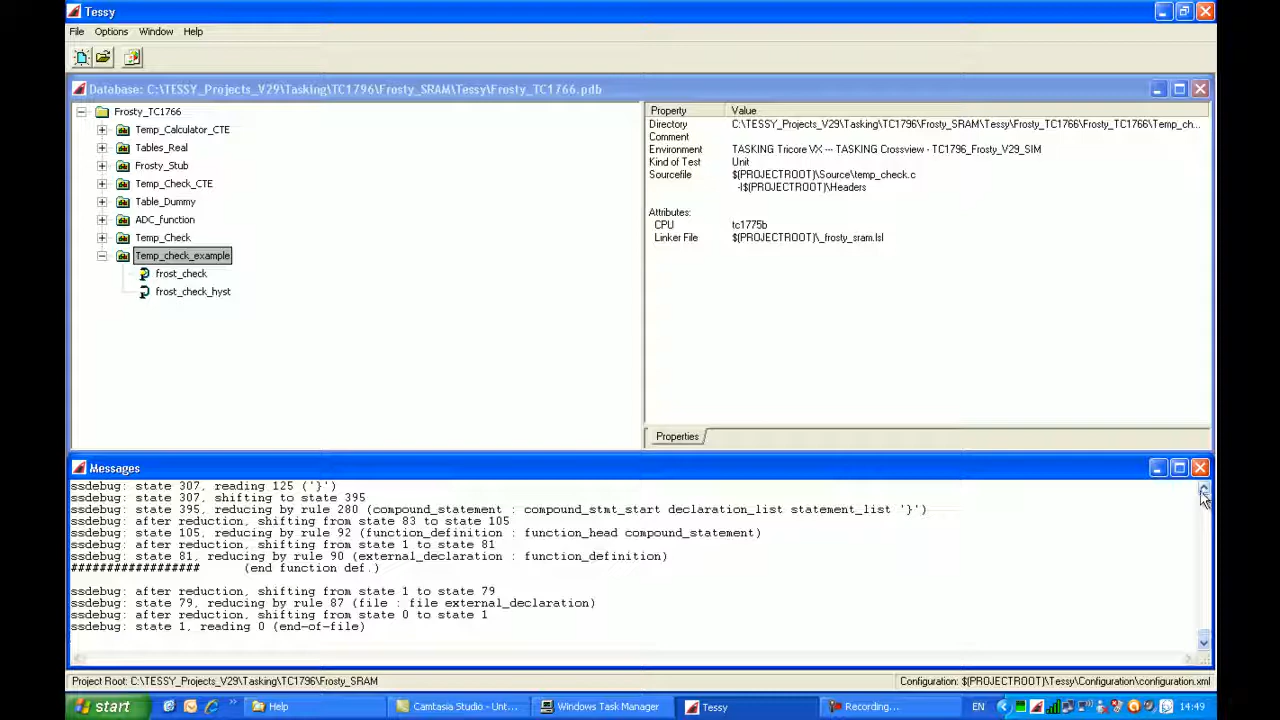 Tessy
File Options Window Help
Database: C:\TESSY_Projects_V29\Tasking\TC1796\Frosty_SRAM\Tessy\Frosty_TC1766.pdb
Frosty_TC1766
Temp_Calculator_CTE
Tables_Real
Frosty_Stub
Temp_Check_CTE
Table_Dummy
ADC_function
Temp_Check
Temp_check_example
frost_check
frost_check_hyst
Property Value
Directory C:\TESSY_Projects_V29\Tasking\TC1796\Frosty_SRAM\Tessy\Frosty_TC1766\Frosty_TC1766\Temp_ch...
Comment
Environment TASKING Tricore VX --- TASKING Crossview - TC1796_Frosty_V29_SIM
Kind of Test Unit
Sourcefile $(PROJECTROOT)\Source\temp_check.c
-I$(PROJECTROOT)\Headers
Attributes:
CPU tc1775b
Linker File $(PROJECTROOT)\_frosty_sram.lsl
Properties
Messages
ssdebug: state 307, reading 125 ('}')
ssdebug: state 307, shifting to state 395
ssdebug: state 395, reducing by rule 280 (compound_statement : compound_stmt_start declaration_list statement_list '}')
ssdebug: after reduction, shifting from state 83 to state 105
ssdebug: state 105, reducing by rule 92 (function_definition : function_head compound_statement)
ssdebug: after reduction, shifting from state 1 to state 81
ssdebug: state 81, reducing by rule 90 (external_declaration : function_definition)
################## (end function def.)
ssdebug: after reduction, shifting from state 1 to state 79
ssdebug: state 79, reducing by rule 87 (file : file external_declaration)
ssdebug: after reduction, shifting from state 0 to state 1
ssdebug: state 1, reading 0 (end-of-file)
Project Root: C:\TESSY_Projects_V29\Tasking\TC1796\Frosty_SRAM
Configuration: $(PROJECTROOT)\Tessy\Configuration\configuration.xml
start Help Camtasia Studio - Unt... Windows Task Manager Tessy Recording... EN 14:49